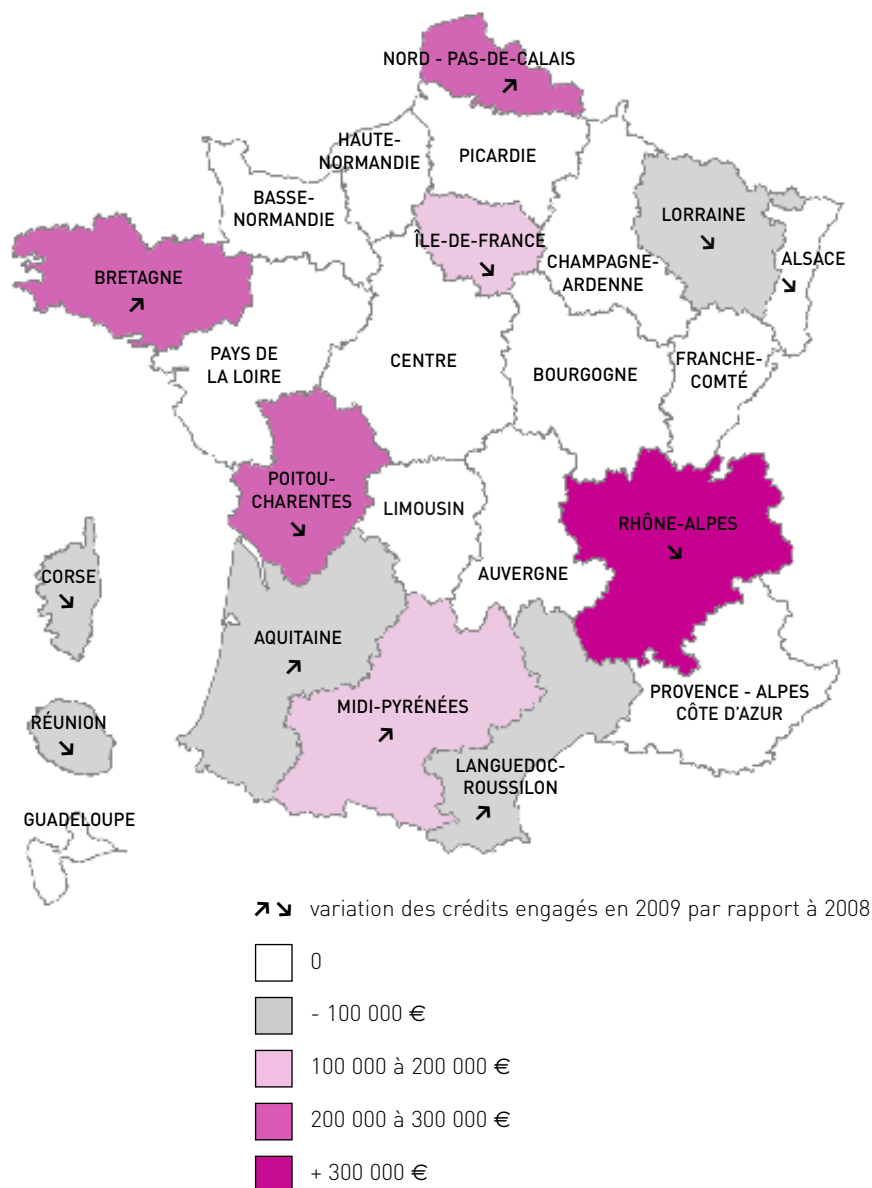 NORD - PAS-DE-CALAIS
HAUTE-
NORMANDIE
PICARDIE
BASSE-
NORMANDIE
LORRAINE
ÎLE-DE-FRANCE
CHAMPAGNE-
ARDENNE
ALSACE
BRETAGNE
PAYS DE
LA LOIRE
CENTRE
BOURGOGNE
FRANCHE-
COMTÉ
POITOU-
CHARENTES
LIMOUSIN
RHÔNE-ALPES
CORSE
AUVERGNE
AQUITAINE
MIDI-PYRÉNÉES
PROVENCE - ALPES
CÔTE D'AZUR
RÉUNION
LANGUEDOC-
ROUSSILON
GUADELOUPE
↗↘ variation des crédits engagés en 2009 par rapport à 2008
0
- 100 000 €
100 000 à 200 000 €
200 000 à 300 000 €
+ 300 000 €